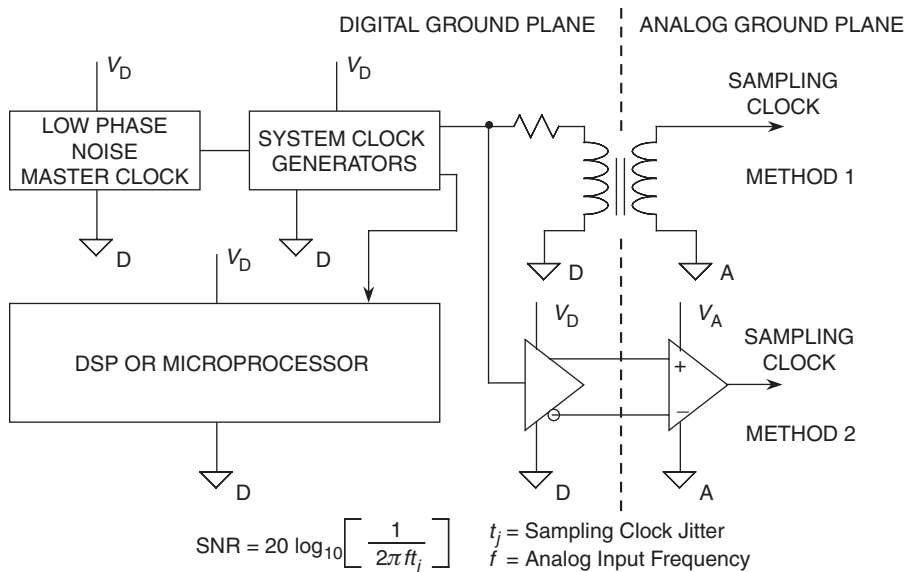 DIGITAL GROUND PLANE
ANALOG GROUND PLANE
V_D
V_D
SAMPLING
CLOCK
LOW PHASE
NOISE
MASTER CLOCK
SYSTEM CLOCK
GENERATORS
METHOD 1
D
D
D
A
V_D
V_D
V_A
DSP OR MICROPROCESSOR
SAMPLING
CLOCK
+
−
METHOD 2
D
D
A
SNR = 20 log₁₀[1 / 2π f t_j]
t_j = Sampling Clock Jitter
f = Analog Input Frequency